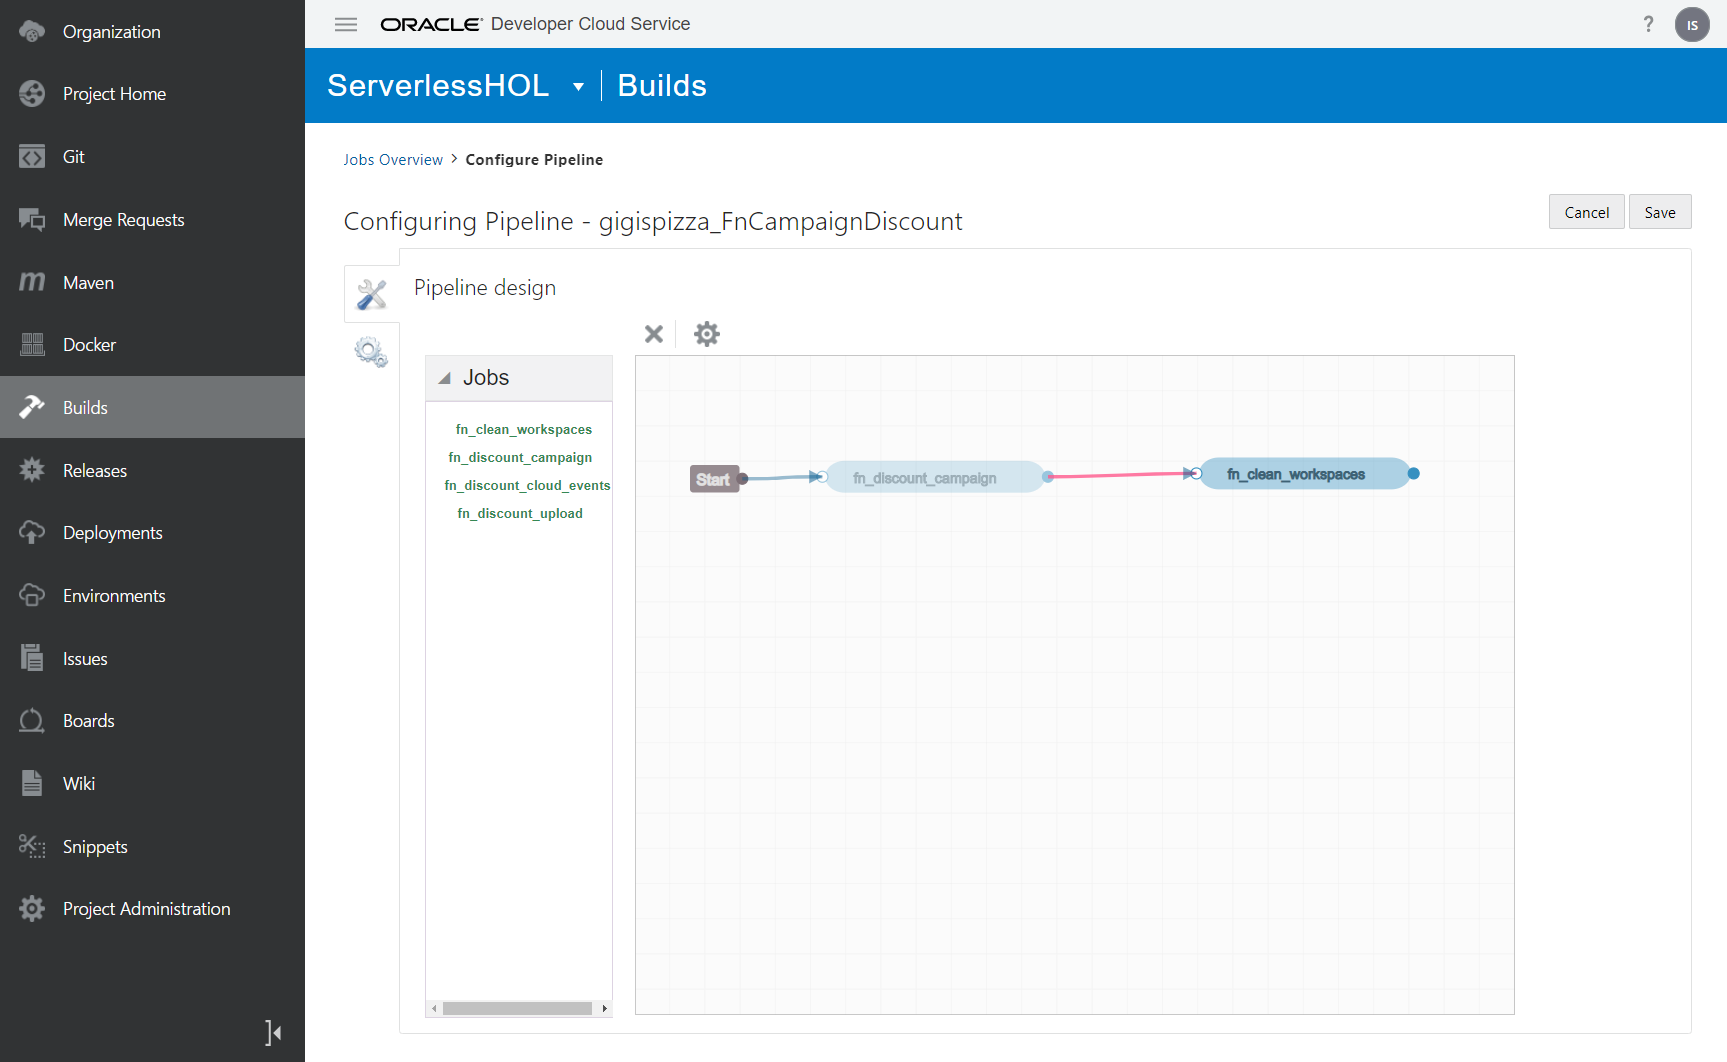 Organization
Project Home
Git
Merge Requests
Maven
Docker
Builds
Releases
Deployments
Environments
Issues
Boards
Wiki
Snippets
Project Administration
ORACLE Developer Cloud Service
? IS
ServerlessHOL Builds
Jobs Overview > Configure Pipeline
Configuring Pipeline - gigispizza_FnCampaignDiscount
Cancel Save
Pipeline design
Jobs
fn_clean_workspaces
fn_discount_campaign
fn_discount_cloud_events
fn_discount_upload
Start fn_discount_campaign fn_clean_workspaces